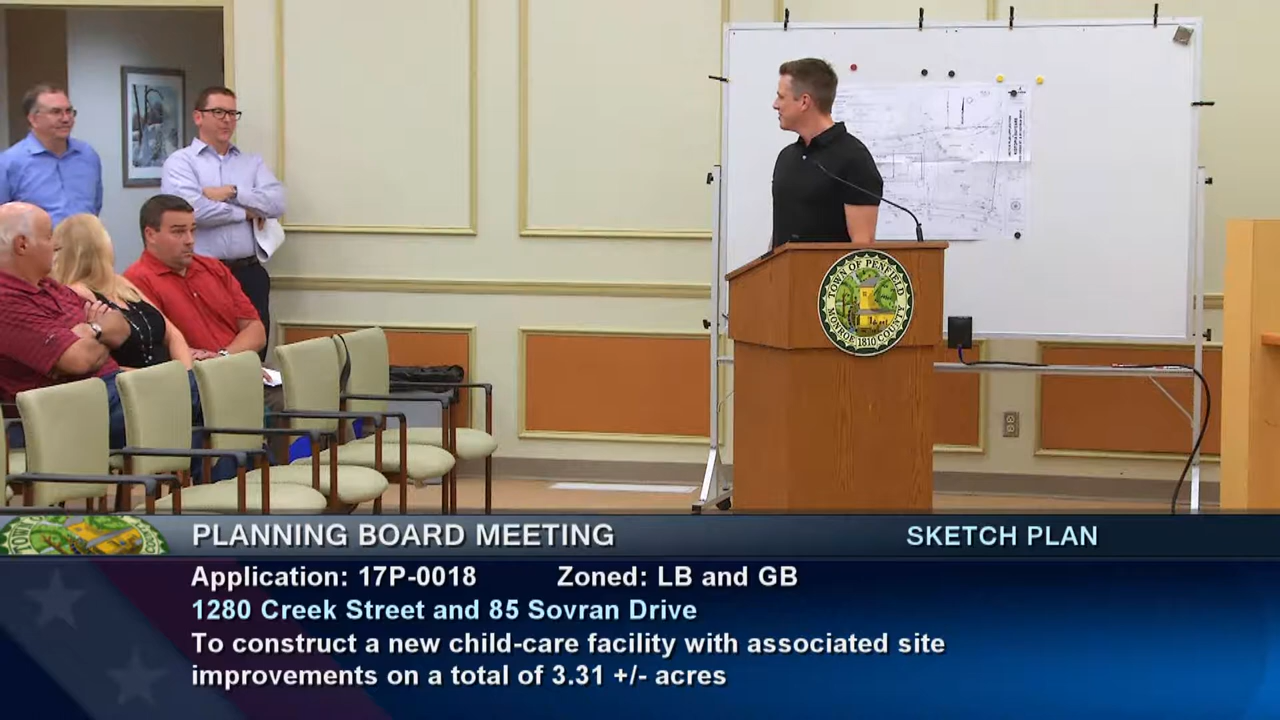 TOWN OF PENFIELD
1810
MONROE COUNTY
PLANNING BOARD MEETING
SKETCH PLAN
Application: 17P-0018
Zoned: LB and GB
1280 Creek Street and 85 Sovran Drive
To construct a new child-care facility with associated site
improvements on a total of 3.31 +/- acres